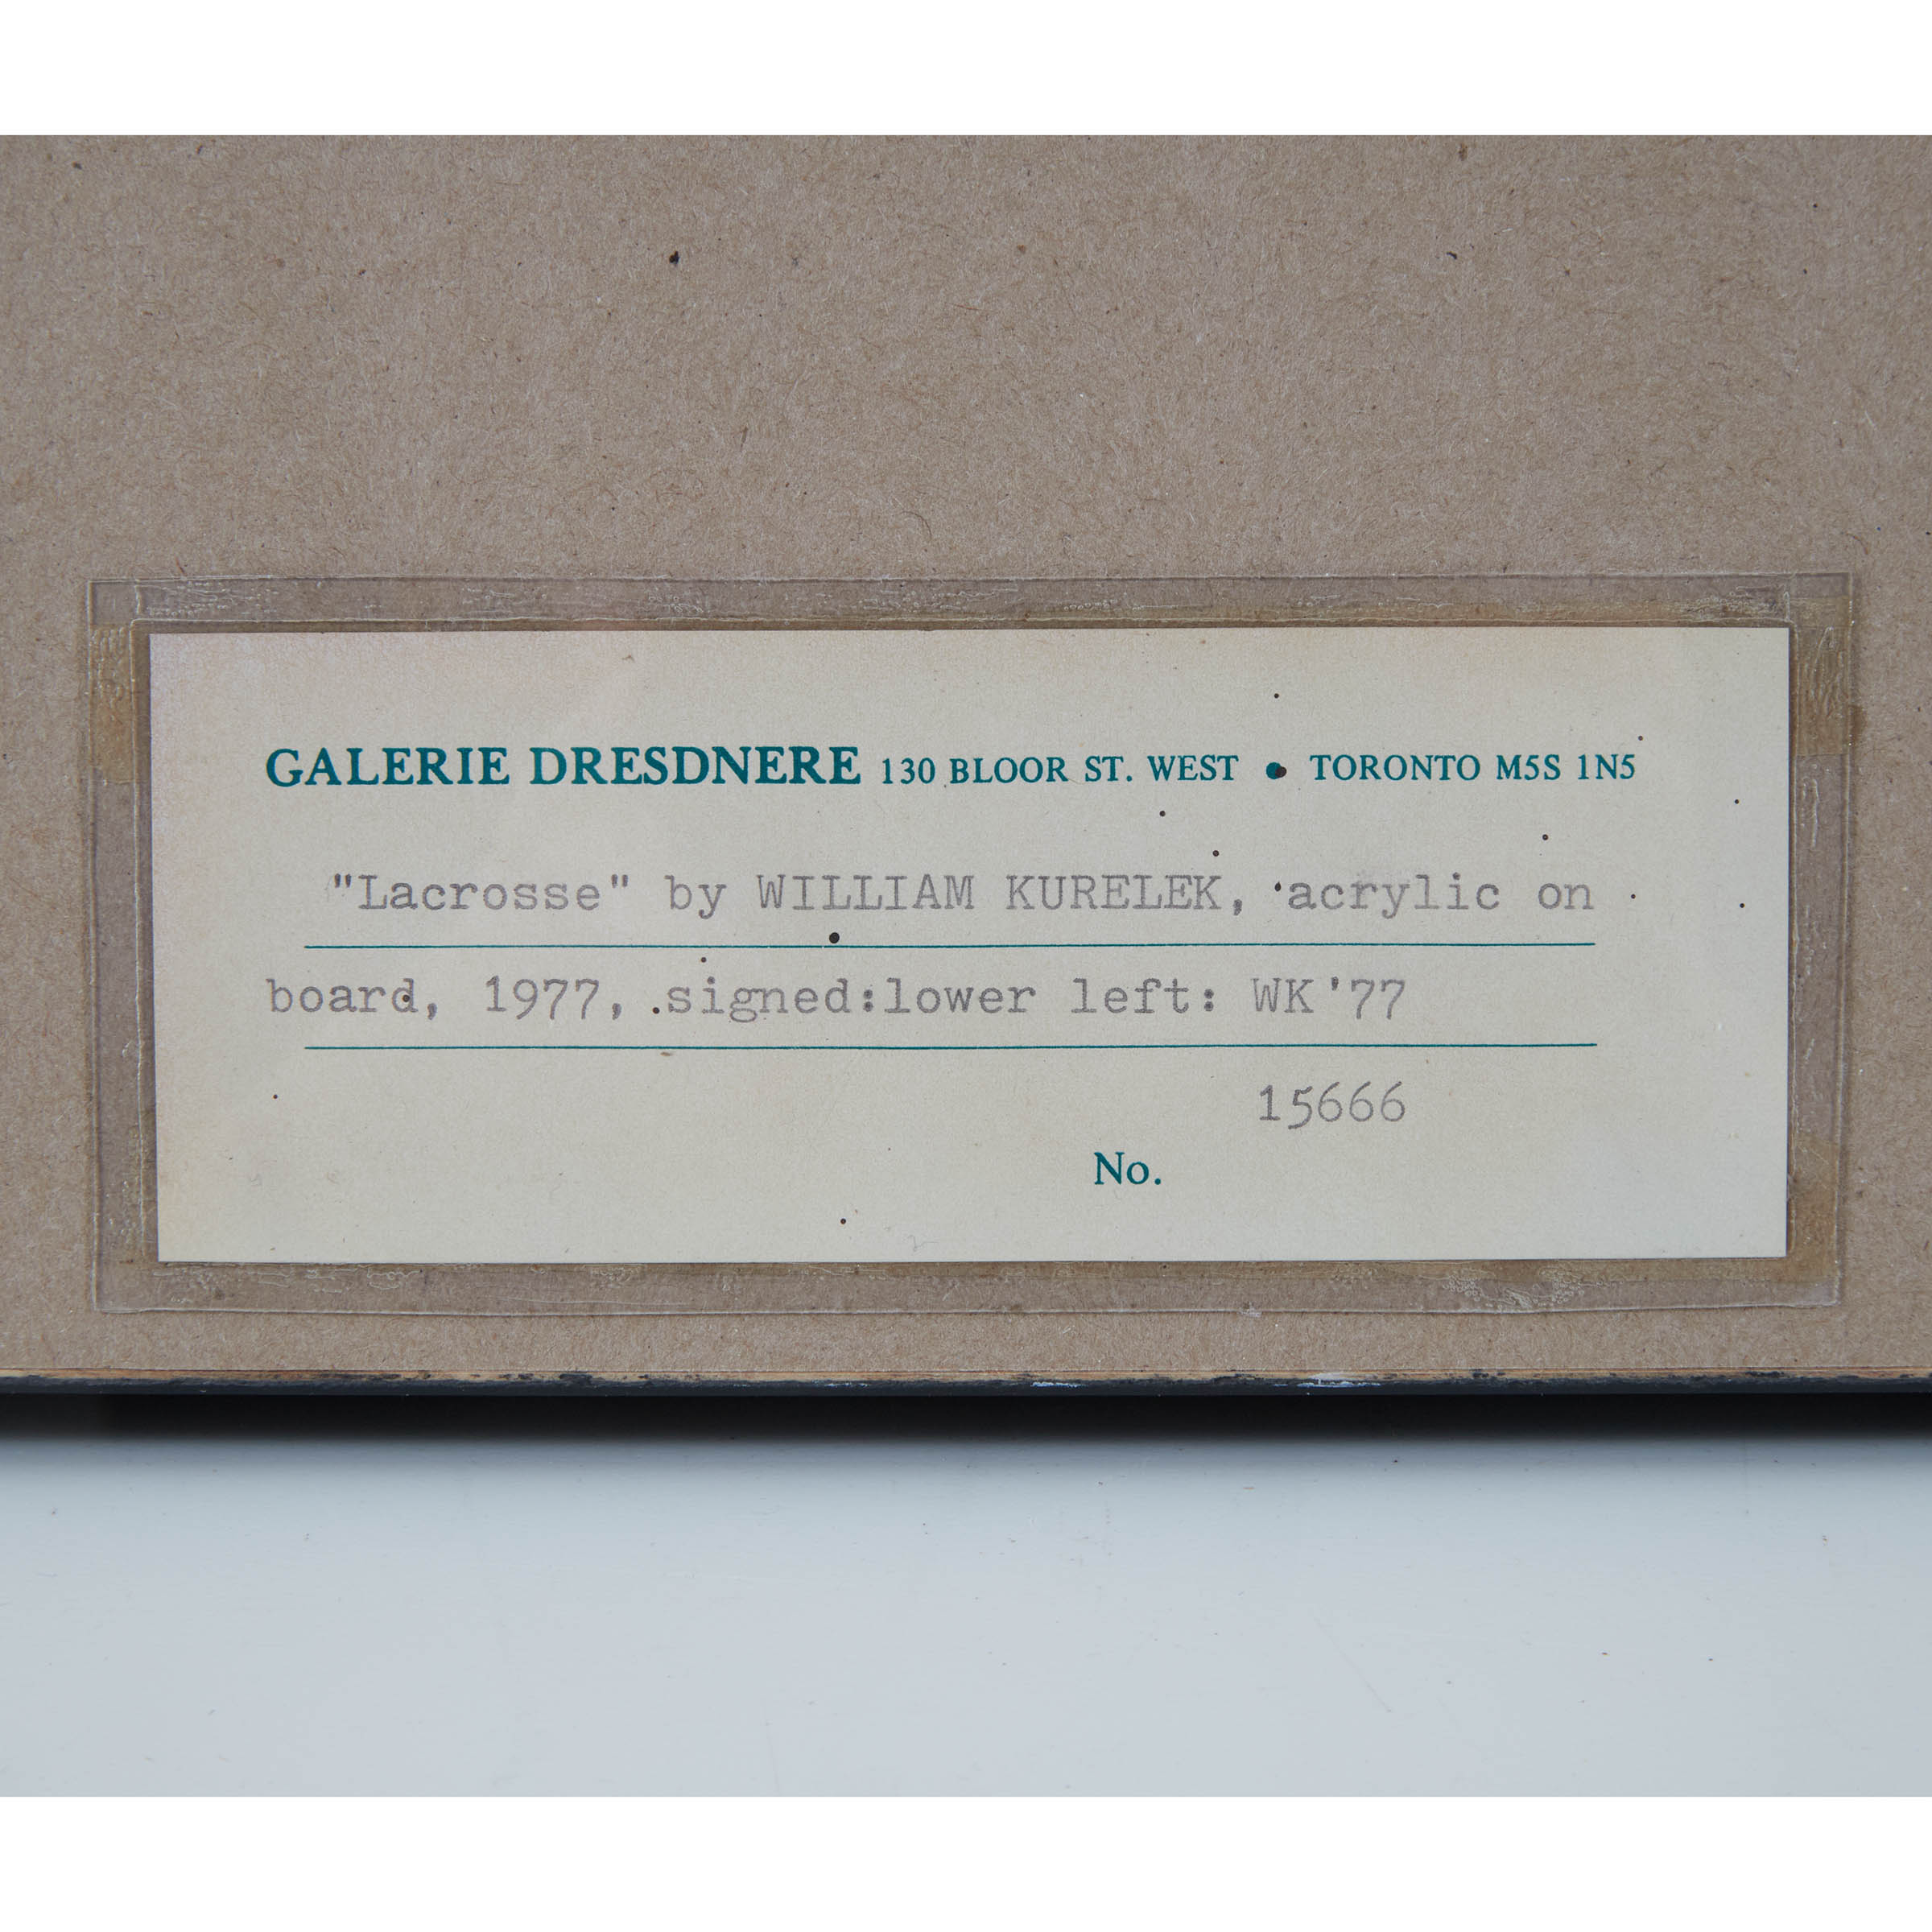 GALERIE DRESDNERE 130 BLOOR ST. WEST • TORONTO M5S 1N5
"Lacrosse" by WILLIAM KURELEK, acrylic on
board, 1977, signed:lower left: WK'77
15666
No.